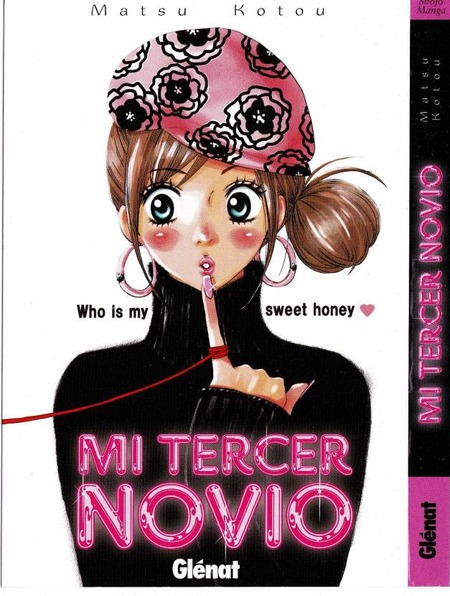 Matsu Kotou
Who is my sweet honey
MI TERCER
NOVIO
Glénat
Shojo
Manga
Matsu
Kotou
MI TERCER NOVIO
Glénat